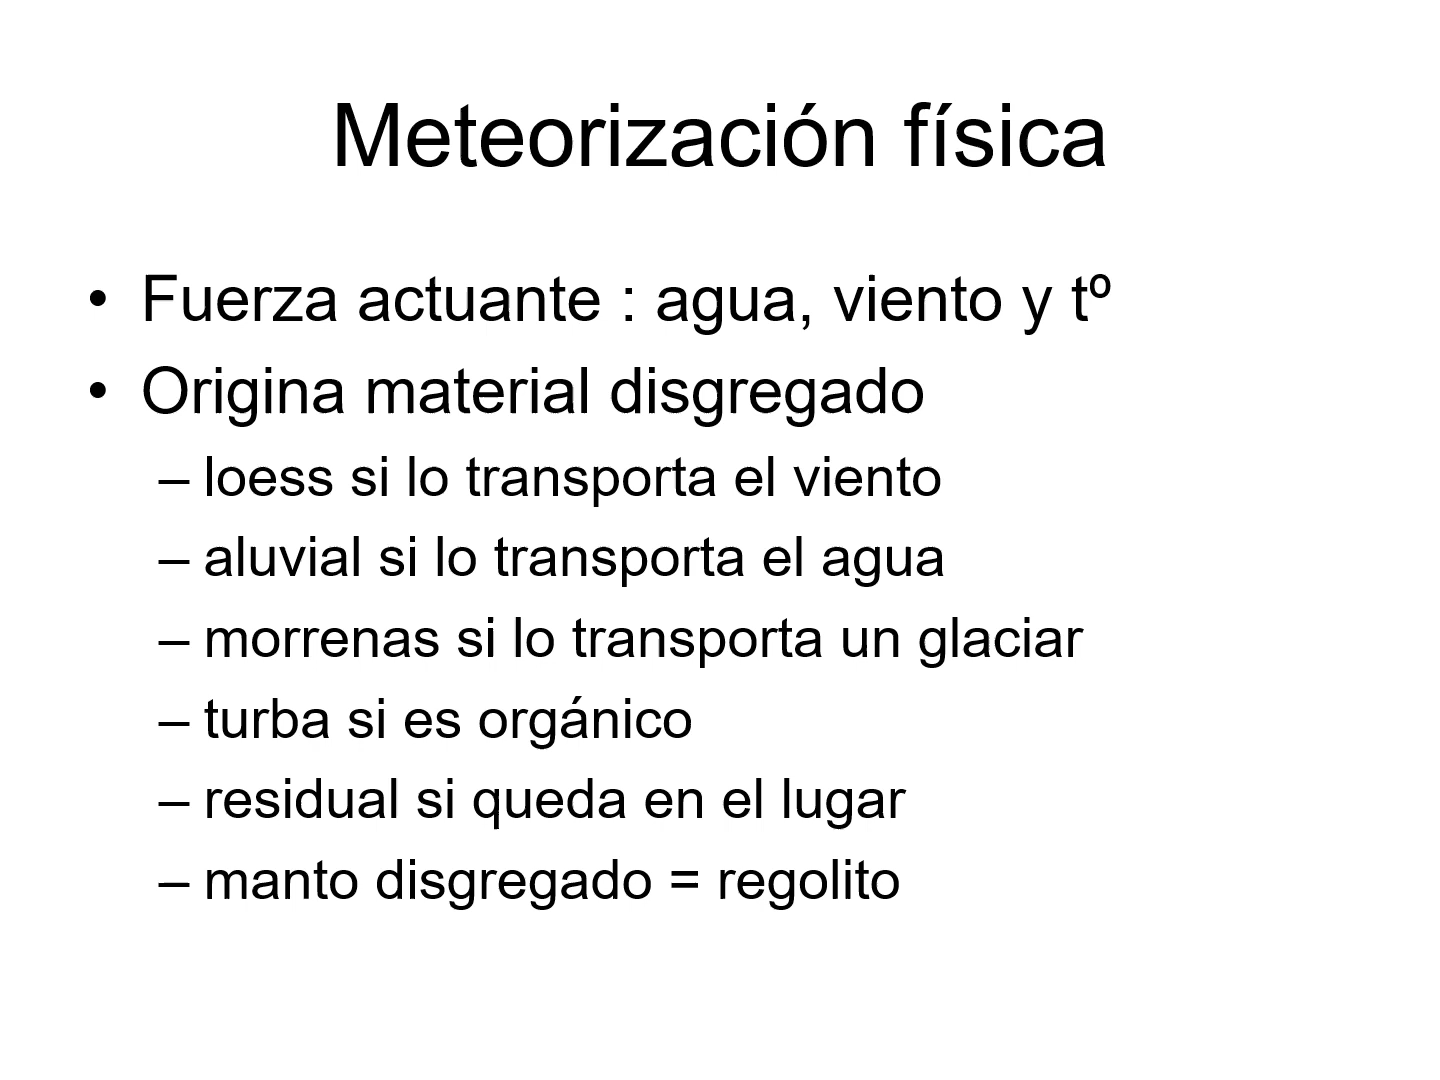 Meteorización física
• Fuerza actuante : agua, viento y tº
• Origina material disgregado
– loess si lo transporta el viento
– aluvial si lo transporta el agua
– morrenas si lo transporta un glaciar
– turba si es orgánico
– residual si queda en el lugar
– manto disgregado = regolito